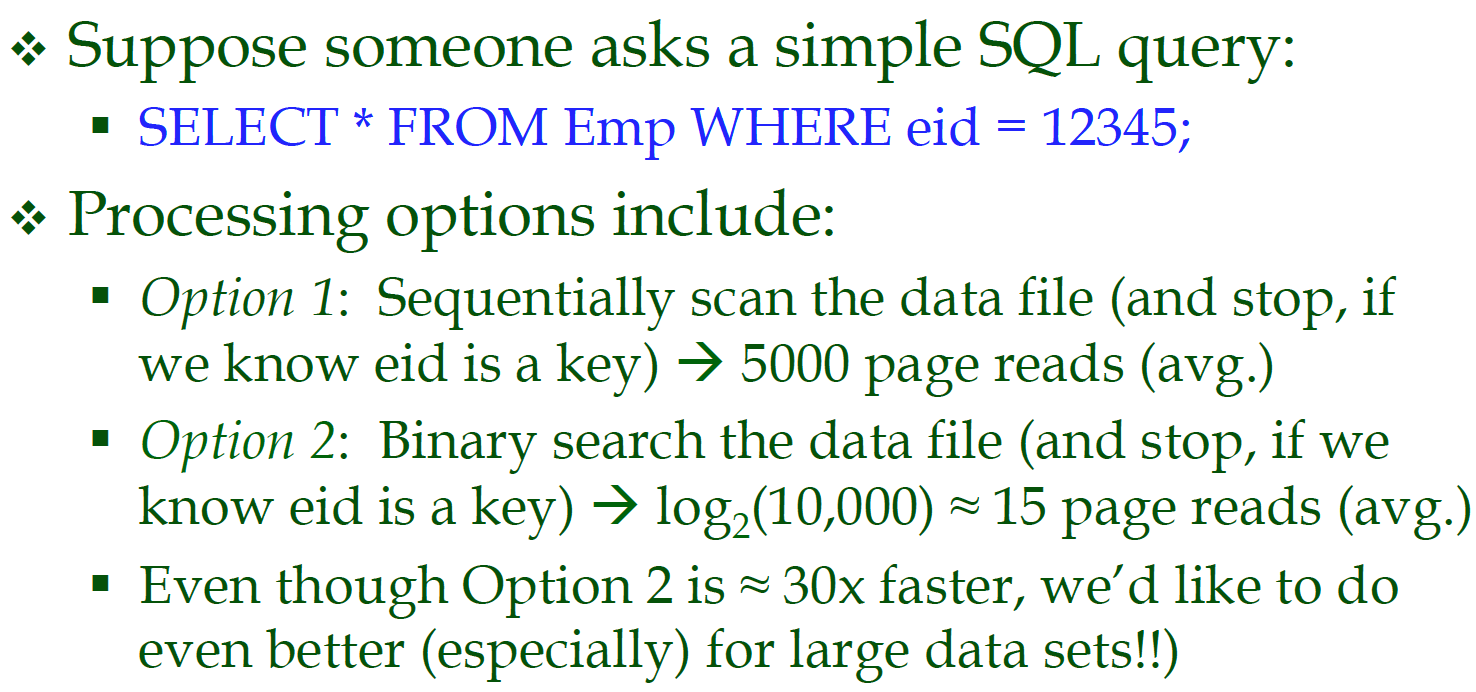 ❖ Suppose someone asks a simple SQL query:
▪ SELECT * FROM Emp WHERE eid = 12345;
❖ Processing options include:
▪ Option 1: Sequentially scan the data file (and stop, if
we know eid is a key) → 5000 page reads (avg.)
▪ Option 2: Binary search the data file (and stop, if we
know eid is a key) → log₂(10,000) ≈ 15 page reads (avg.)
▪ Even though Option 2 is ≈ 30x faster, we’d like to do
even better (especially) for large data sets!!)